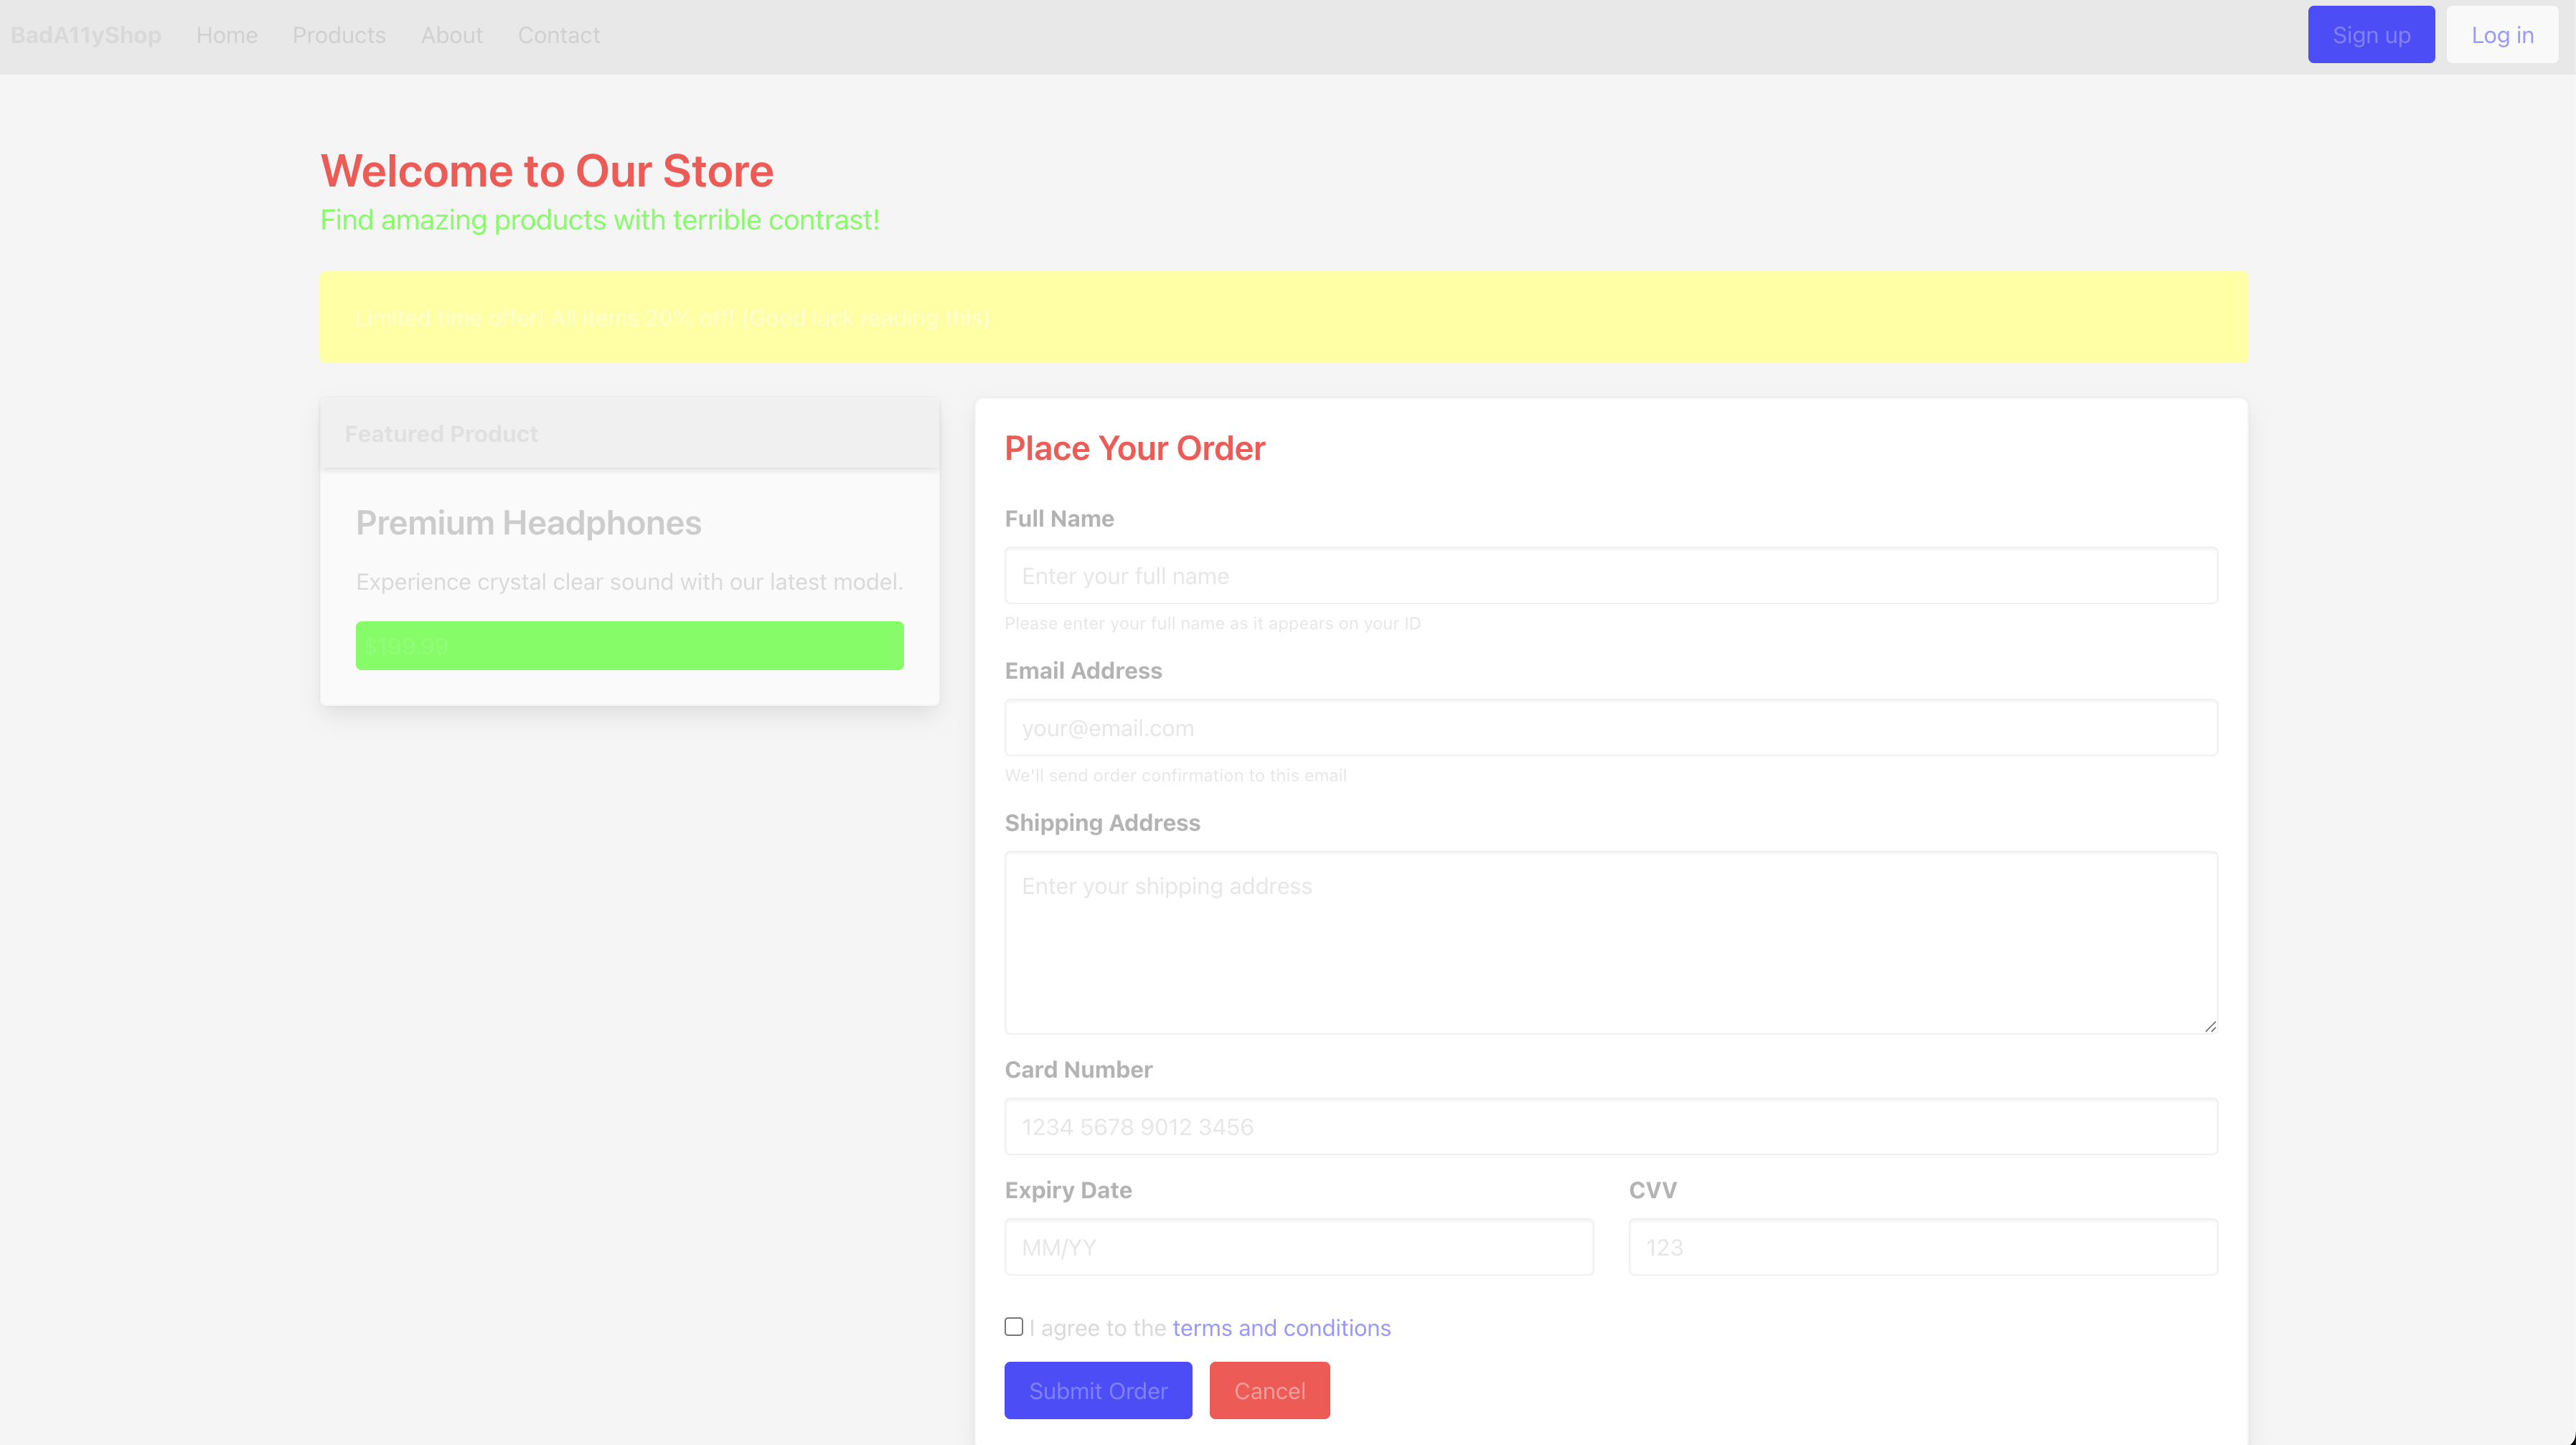 BadA11yShop Home Products About Contact Sign up Log in
Welcome to Our Store
Find amazing products with terrible contrast!
Limited time offer! All items 20% off! (Good luck reading this)
Featured Product
Premium Headphones
Experience crystal clear sound with our latest model.
$199.99
Place Your Order
Full Name
Enter your full name
Please enter your full name as it appears on your ID
Email Address
your@email.com
We'll send order confirmation to this email
Shipping Address
Enter your shipping address
Card Number
1234 5678 9012 3456
Expiry Date CVV
MM/YY 123
I agree to the terms and conditions
Submit Order Cancel